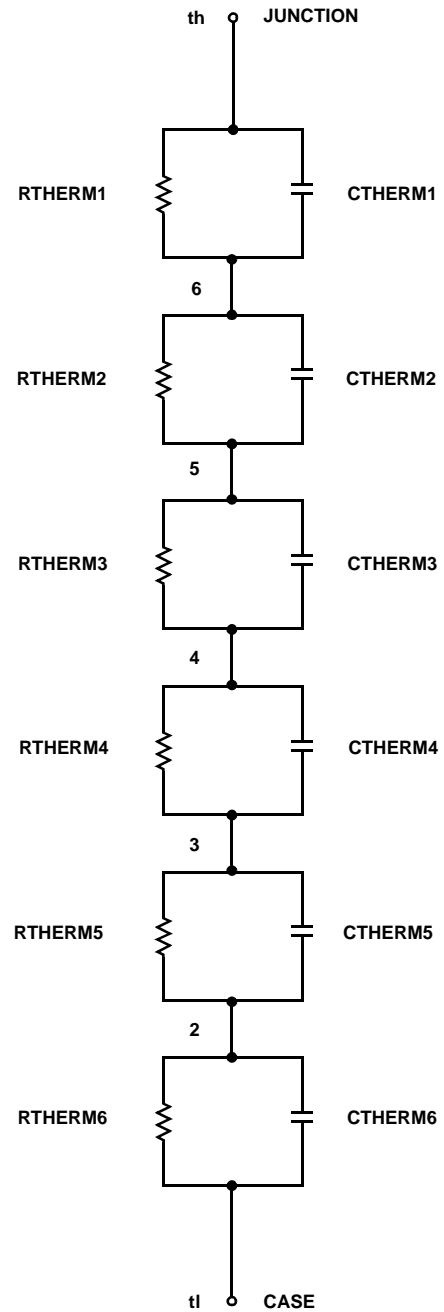 th JUNCTION
RTHERM1 CTHERM1
6
RTHERM2 CTHERM2
5
RTHERM3 CTHERM3
4
RTHERM4 CTHERM4
3
RTHERM5 CTHERM5
2
RTHERM6 CTHERM6
tl CASE